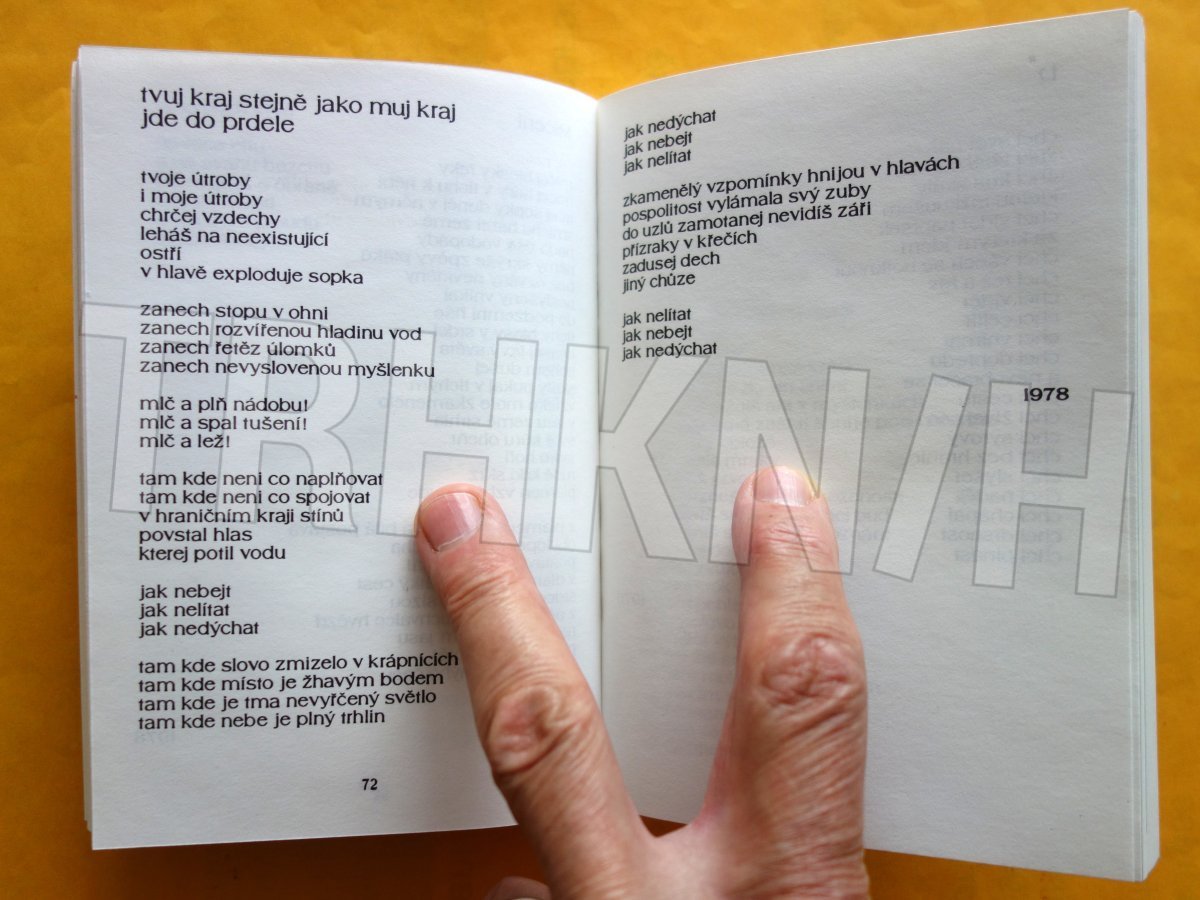 tvuj kraj stejně jako muj kraj
jde do prdele
tvoje útroby
i moje útroby
chrčej vzdechy
leháš na neexistující
ostří
v hlavě exploduje sopka
zanech stopu v ohni
zanech rozvířenou hladinu vod
zanech řetěz úlomků
zanech nevyslovenou myšlenku
mlč a plň nádobu!
mlč a spal tušení!
mlč a lež!
tam kde neni co naplňovat
tam kde neni co spojovat
v hraničním kraji stínů
povstal hlas
kterej potil vodu
jak nebejt
jak nelítat
jak nedýchat
tam kde slovo zmizelo v krápnících
tam kde místo je žhavým bodem
tam kde je tma nevyřčený světlo
tam kde nebe je plný trhlin
72
jak nedýchat
jak nebejt
jak nelítat
zkamenělý vzpomínky hnijou v hlavách
pospolitost vylámala svý zuby
do uzlů zamotanej nevidíš září
přízraky v křečích
zadusej dech
jiný chůze
jak nelítat
jak nebejt
jak nedýchat
1978
TRHKNIH